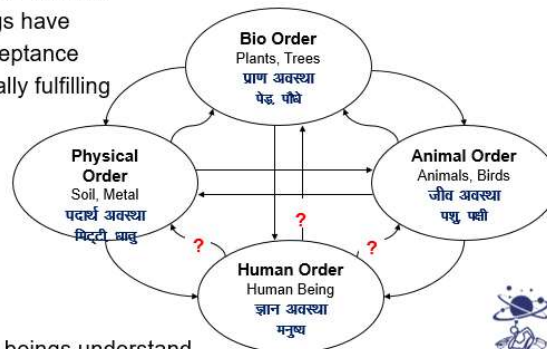 gs have
eptance
ally fulfilling
Bio Order
Plants, Trees
प्राण अवस्था
पेड़, पौधे
Physical
Order
Soil, Metal
पदार्थ अवस्था
मिट्टी धातु
Animal Order
Animals, Birds
जीव अवस्था
पशु, पक्षी
?
?
?
Human Order
Human Being
ज्ञान अवस्था
मनुष्य
beings understand